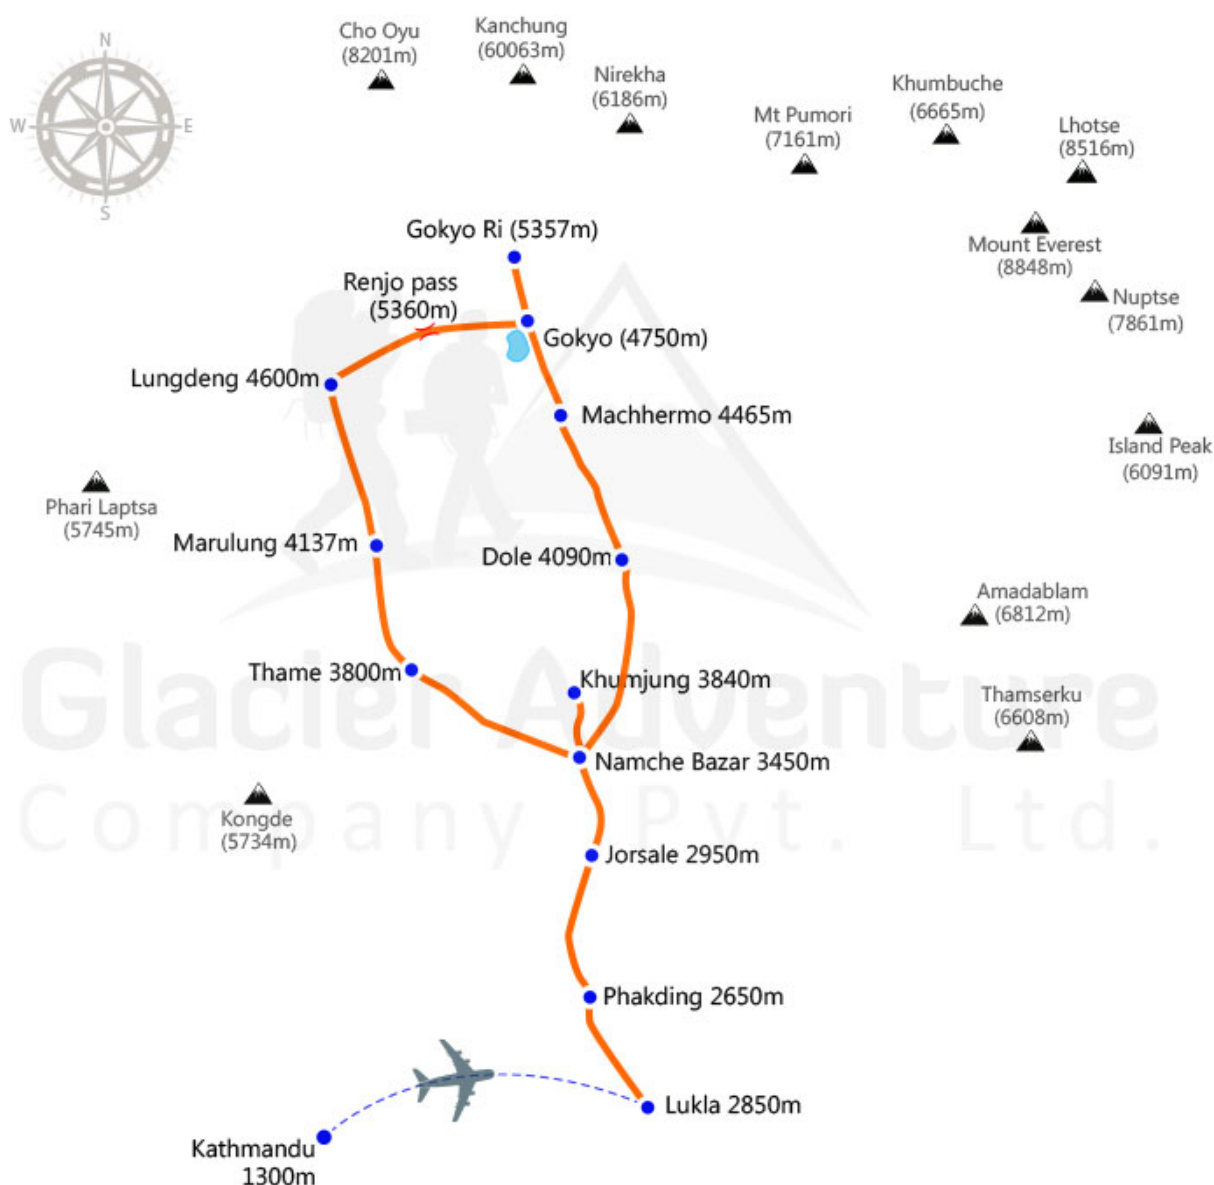 Cho Oyu
(8201m)
Kanchung
(60063m)
Nirekha
(6186m)
Mt Pumori
(7161m)
Khumbuche
(6665m)
Lhotse
(8516m)
N
W
E
S
Mount Everest
(8848m)
Nuptse
(7861m)
Gokyo Ri (5357m)
Renjo pass
(5360m)
Gokyo (4750m)
Lungdeng 4600m
Machhermo 4465m
Island Peak
(6091m)
Phari Laptsa
(5745m)
Marulung 4137m
Dole 4090m
Amadablam
(6812m)
Thame 3800m
Khumjung 3840m
Thamserku
(6608m)
Glacier Adventure
Company Pvt. Ltd.
Namche Bazar 3450m
Kongde
(5734m)
Jorsale 2950m
Phakding 2650m
Lukla 2850m
Kathmandu
1300m